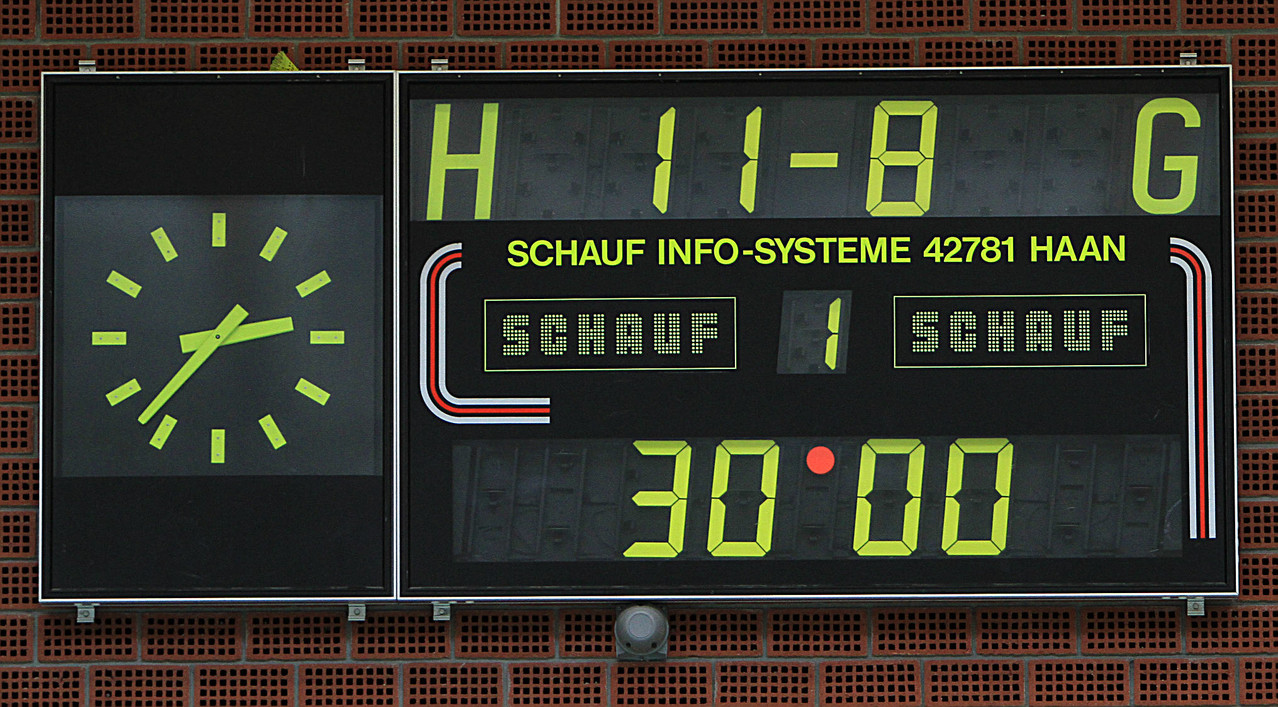 H 11-8 G
SCHAUF INFO-SYSTEME 42781 HAAN
SCHAUF 1 SCHAUF
30:00